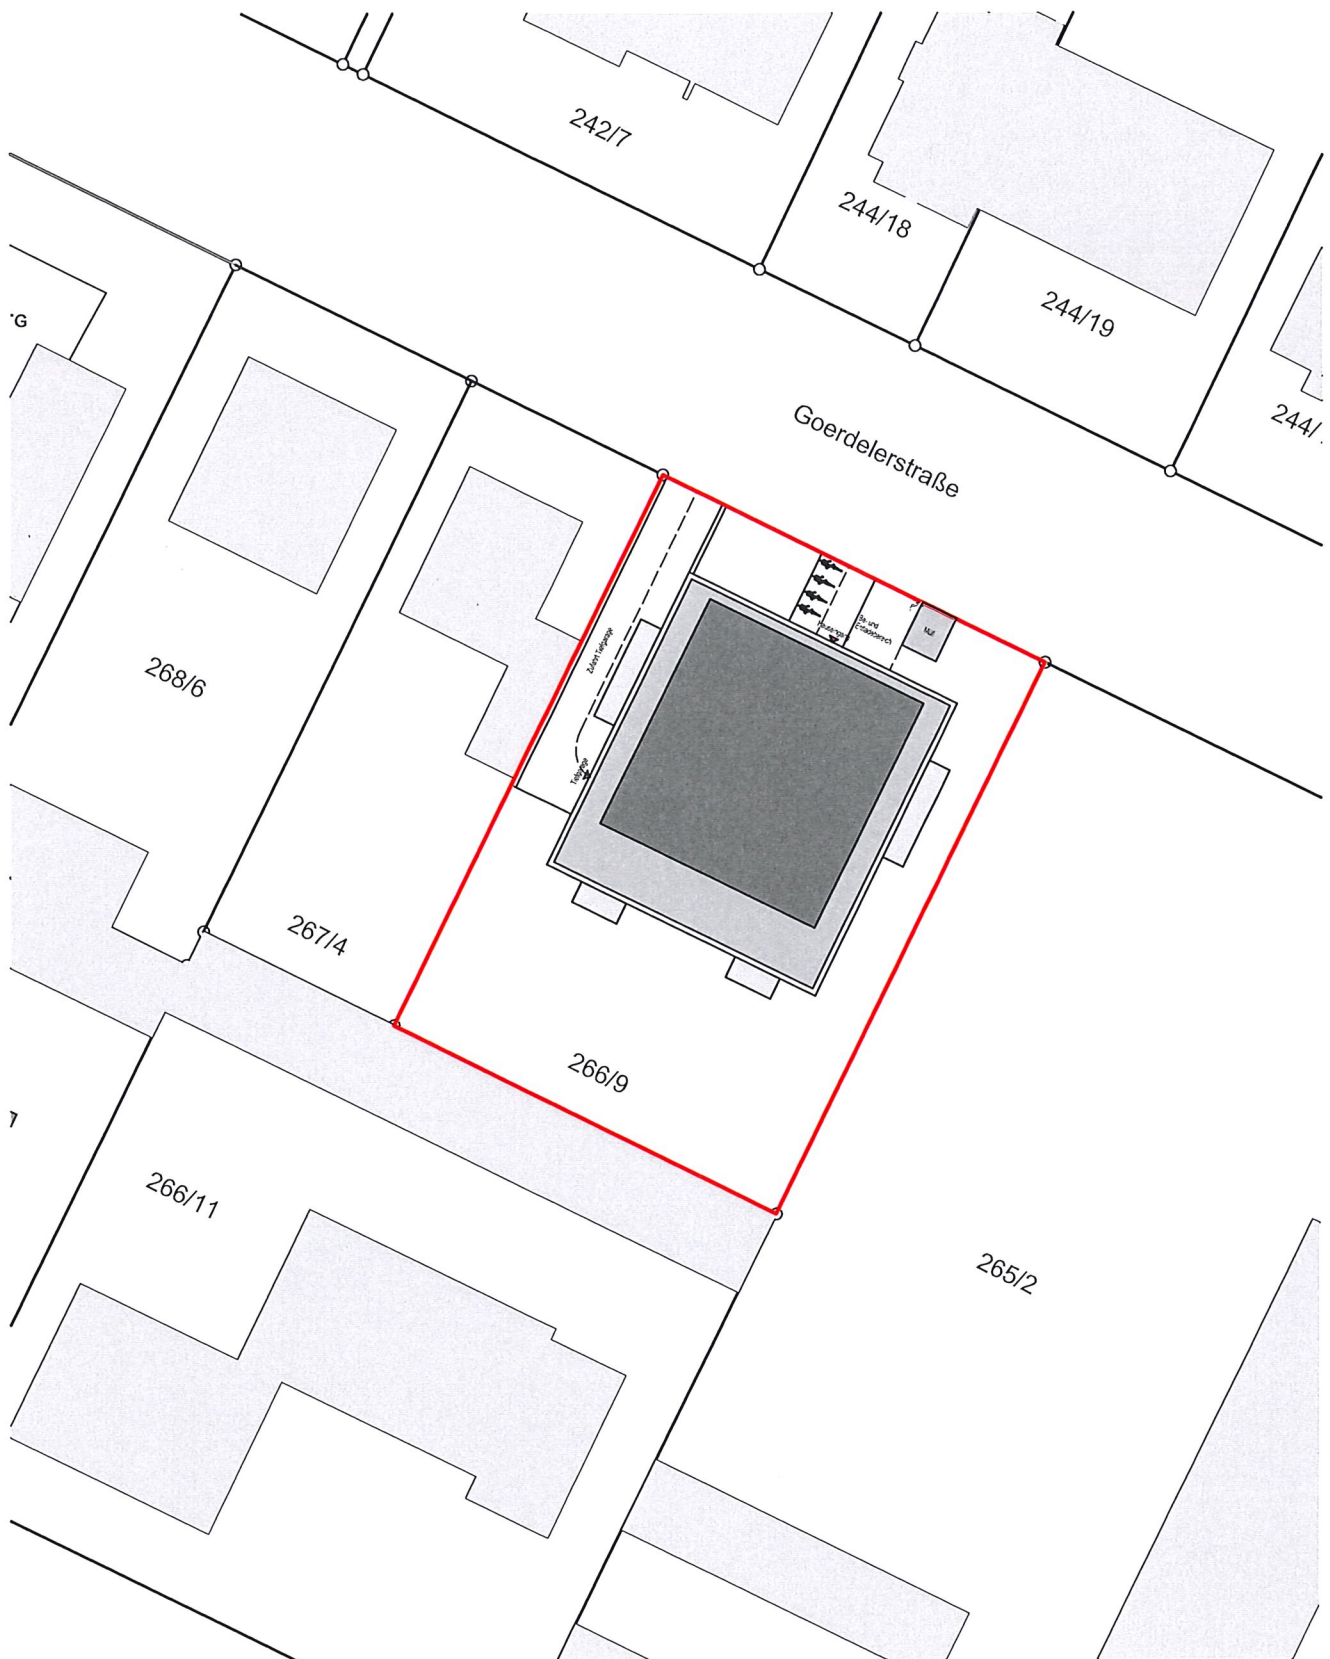 242/7
244/18
244/19
G
244/
Goerdelerstraße
Be- und
Entladebereich
Müll
Hauseingang
Zufahrt Tiefgarage
268/6
Tiefgarage
267/4
266/9
266/11
265/2